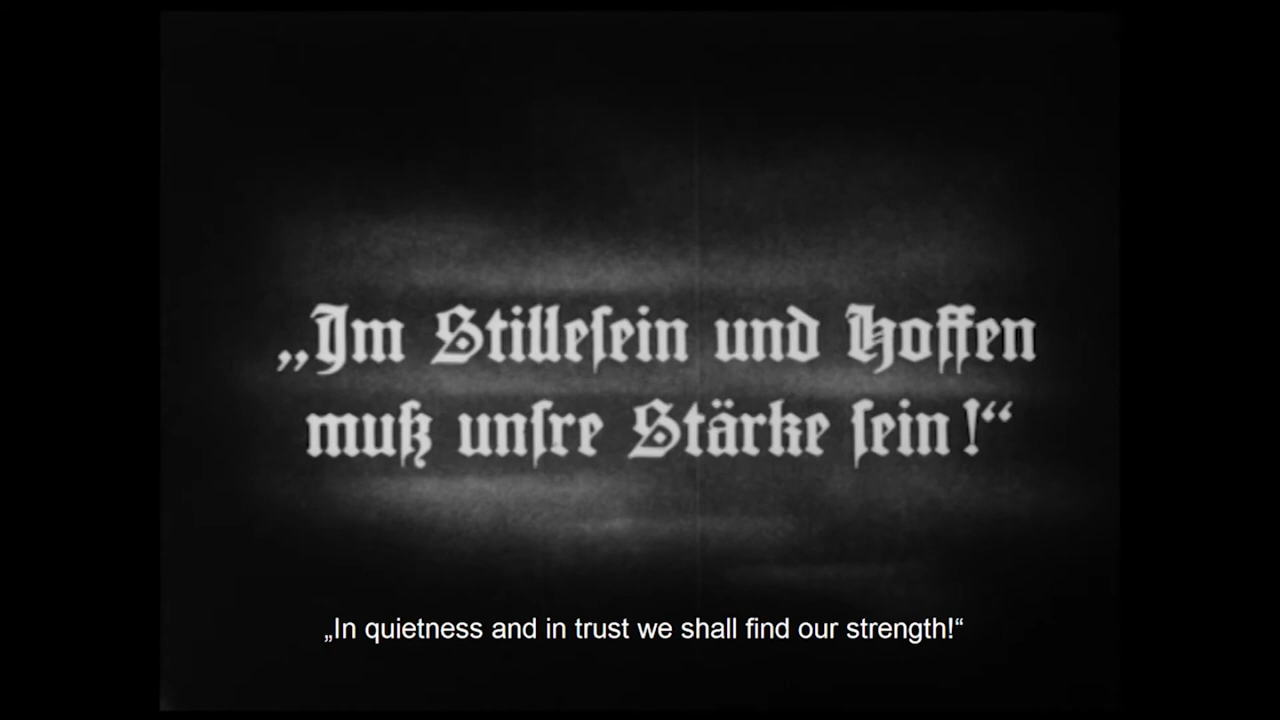 „Im Stilleſein und Hoffen
muß unſre Stärke ſein!“
„In quietness and in trust we shall find our strength!“